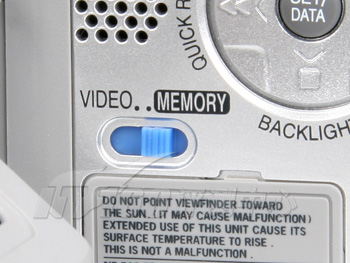 SET/
DATA
QUICK R
VIDEO..MEMORY
BACKLIGH
DO NOT POINT VIEWFINDER TOWARD
THE SUN. (IT MAY CAUSE MALFUNCTION)
EXTENDED USE OF THIS UNIT CAUSE ITS
SURFACE TEMPERATURE TO RISE.
THIS IS NOT A MALFUNCTION.